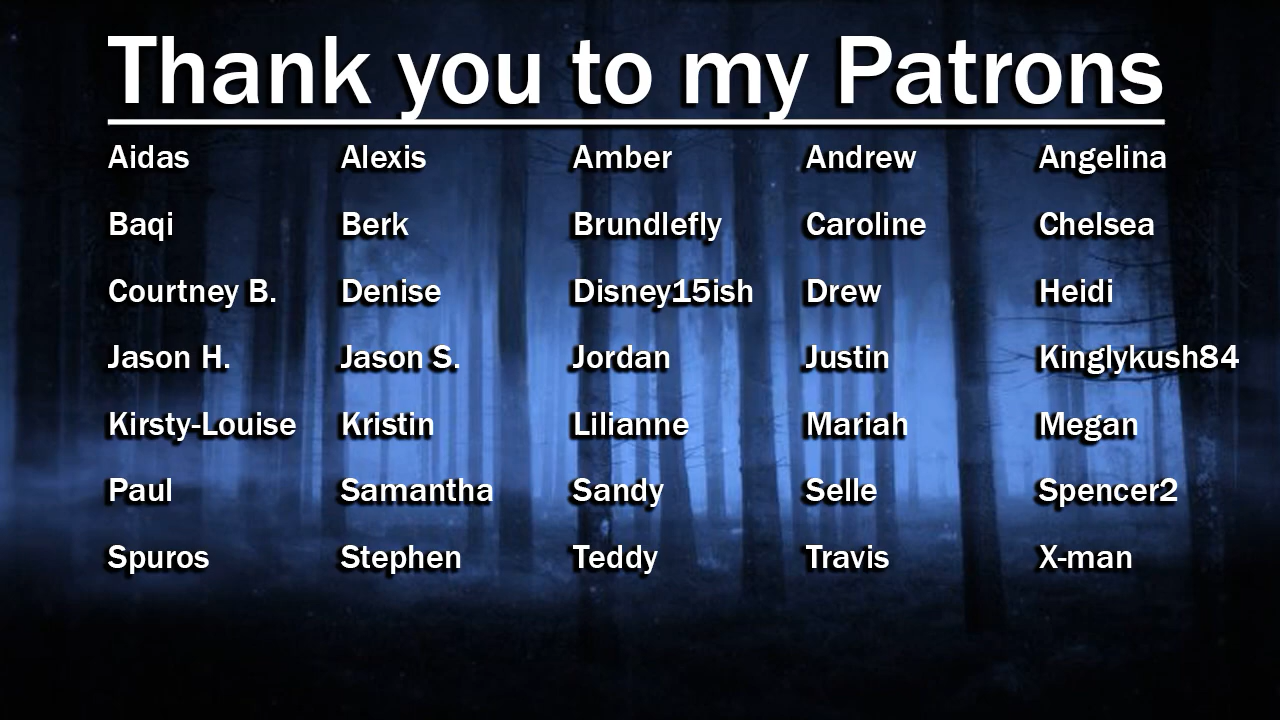 Thank you to my Patrons
Aidas Alexis Amber Andrew Angelina
Baqi Berk Brundlefly Caroline Chelsea
Courtney B. Denise Disney15ish Drew Heidi
Jason H. Jason S. Jordan Justin Kinglykush84
Kirsty-Louise Kristin Lilianne Mariah Megan
Paul Samantha Sandy Selle Spencer2
Spuros Stephen Teddy Travis X-man